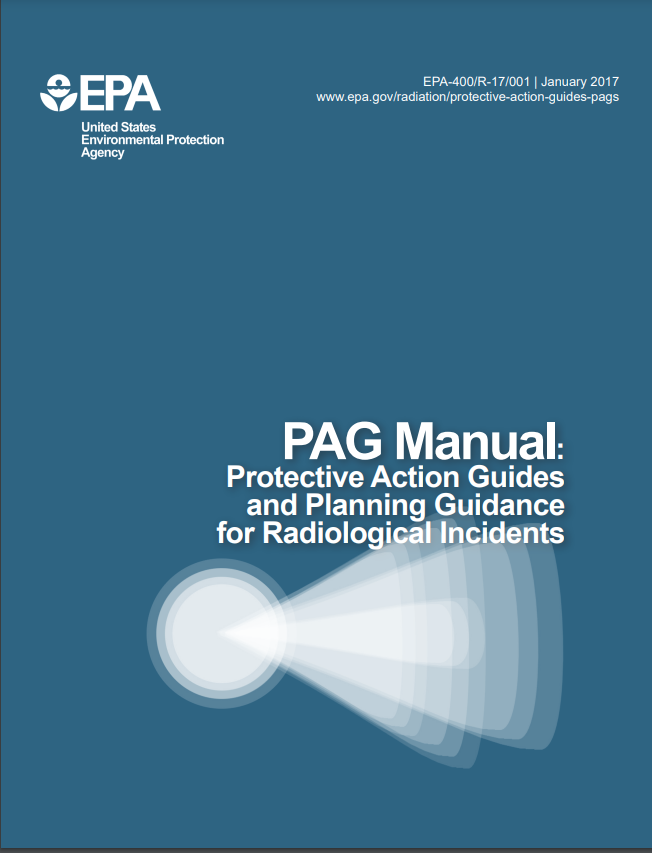 EPA
United States
Environmental Protection
Agency
EPA-400/R-17/001 | January 2017
www.epa.gov/radiation/protective-action-guides-pags
PAG Manual:
Protective Action Guides
and Planning Guidance
for Radiological Incidents